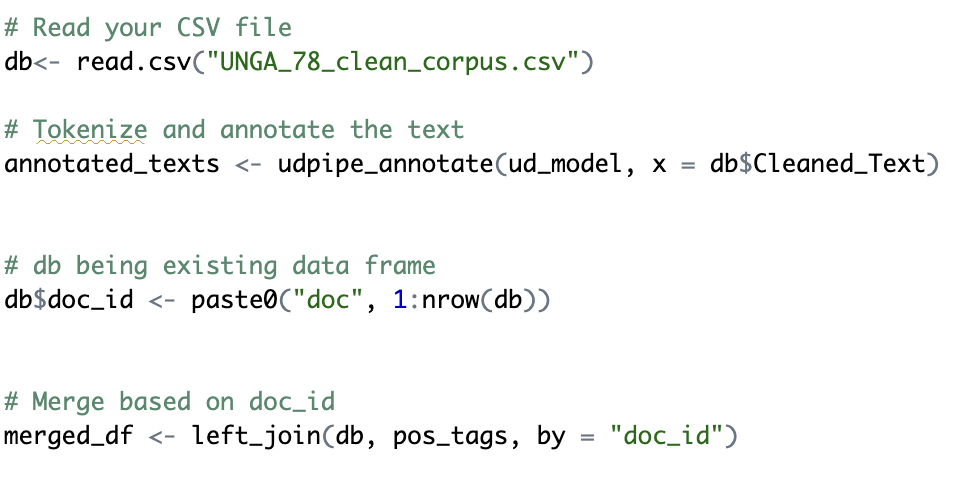 # Read your CSV file
db<- read.csv("UNGA_78_clean_corpus.csv")
# Tokenize and annotate the text
annotated_texts <- udpipe_annotate(ud_model, x = db$Cleaned_Text)
# db being existing data frame
db$doc_id <- paste0("doc", 1:nrow(db))
# Merge based on doc_id
merged_df <- left_join(db, pos_tags, by = "doc_id")